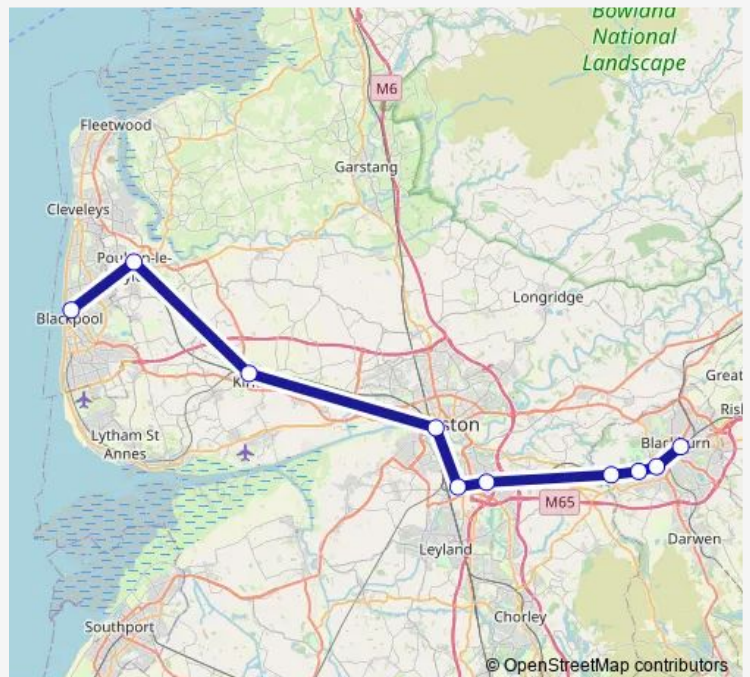 Bowland
National
Landscape
M6
Fleetwood
Garstang
Cleveleys
Longridge
Blackpool
Great
Lytham St
Annes
M65
Darwen
Leyland
Chorley
Southport
© OpenStreetMap contributors